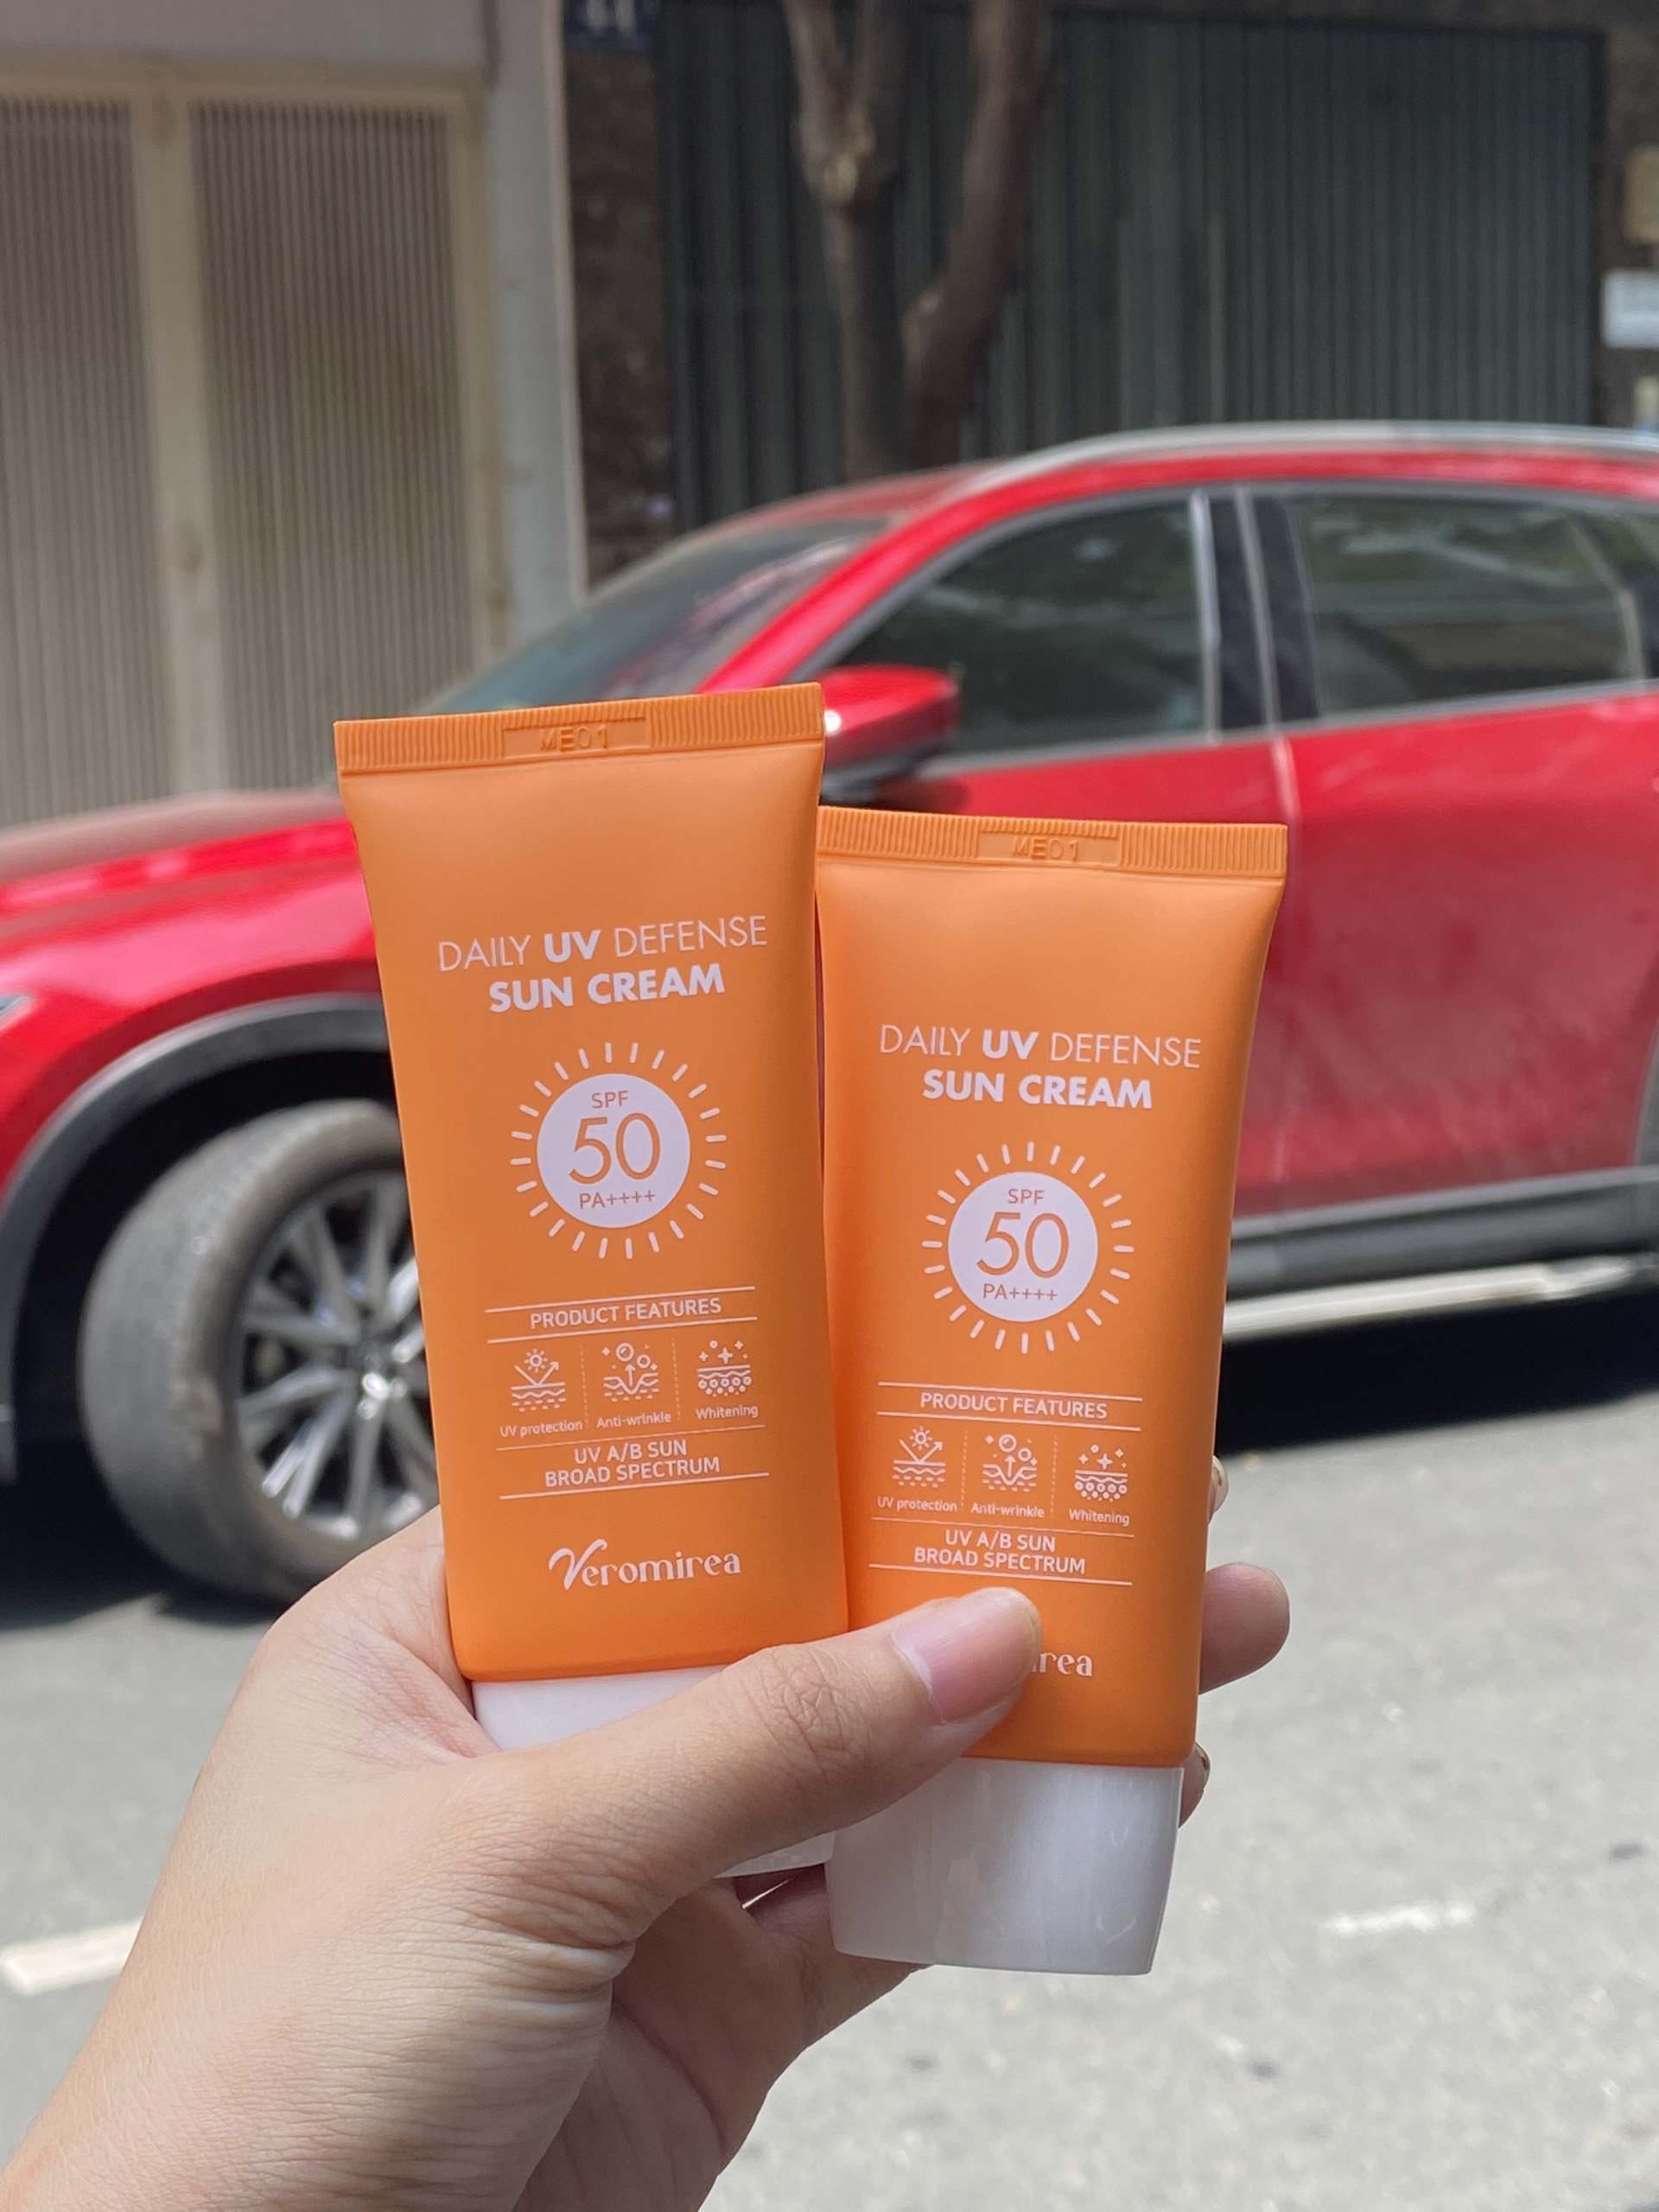 44
ME01
DAILY UV DEFENSE
SUN CREAM
SPF
50
PA++++
PRODUCT FEATURES
UV protection
Anti-wrinkle
Whitening
UV A/B SUN
BROAD SPECTRUM
Veromirea
ME01
DAILY UV DEFENSE
SUN CREAM
SPF
50
PA++++
PRODUCT FEATURES
UV protection
Anti-wrinkle
Whitening
UV A/B SUN
BROAD SPECTRUM
irea